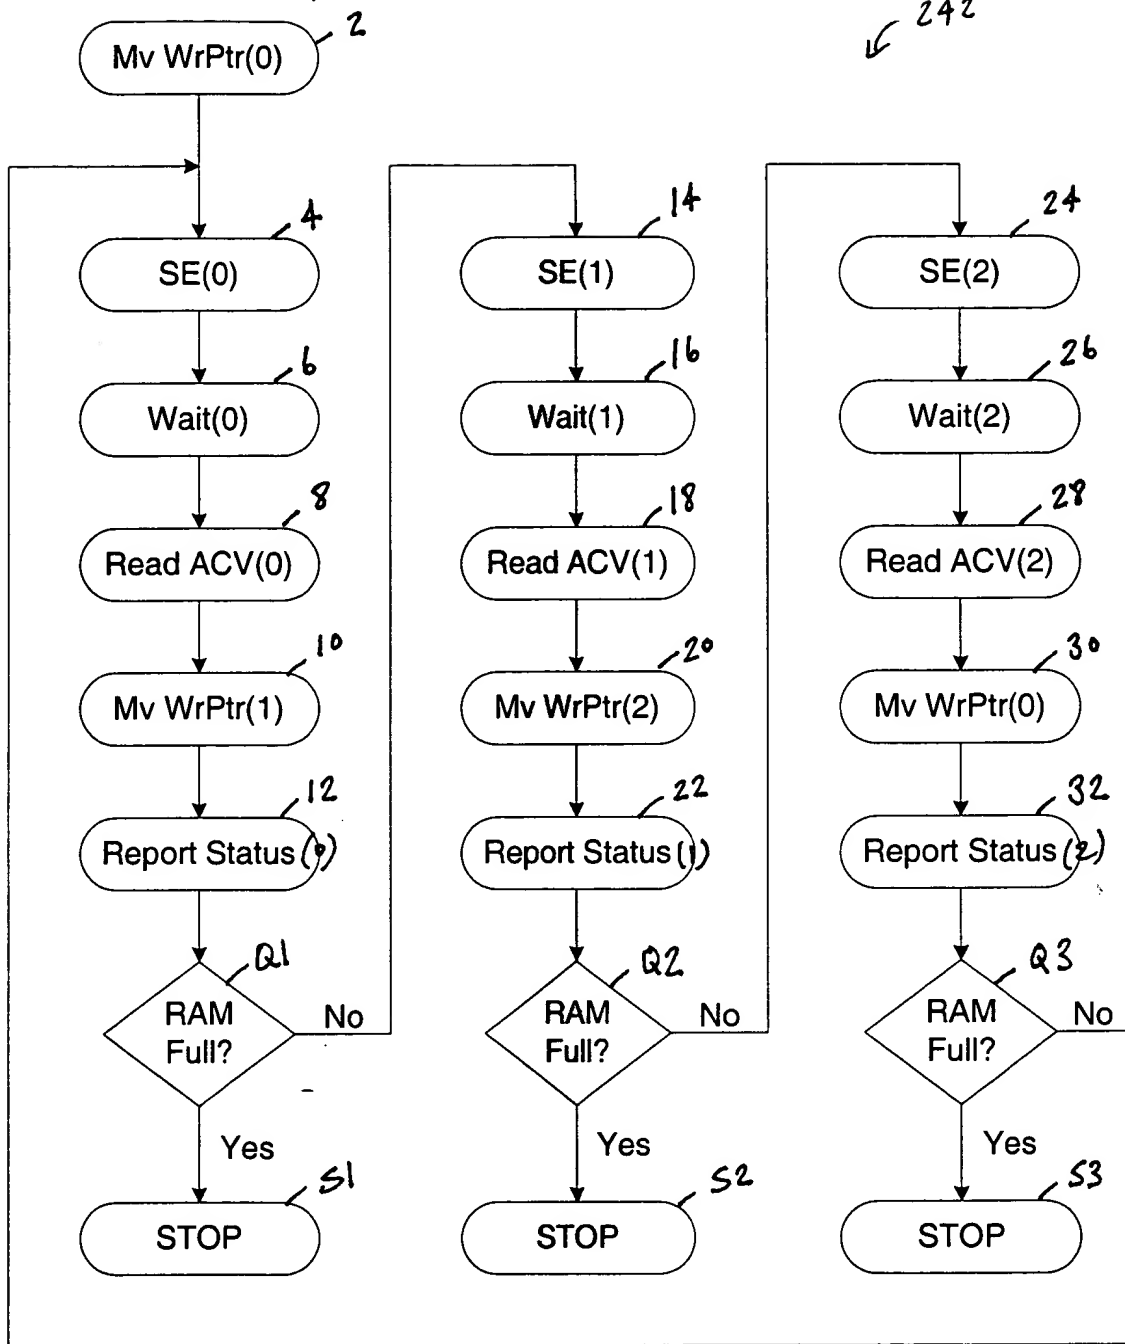 242
2
Mv WrPtr(0)
4
SE(0)
6
Wait(0)
8
Read ACV(0)
10
Mv WrPtr(1)
12
Report Status (0)
Q1
RAM
Full?
No
Yes
S1
STOP
14
SE(1)
16
Wait(1)
18
Read ACV(1)
20
Mv WrPtr(2)
22
Report Status (1)
Q2
RAM
Full?
No
Yes
S2
STOP
24
SE(2)
26
Wait(2)
28
Read ACV(2)
30
Mv WrPtr(0)
32
Report Status (2)
Q3
RAM
Full?
No
Yes
S3
STOP